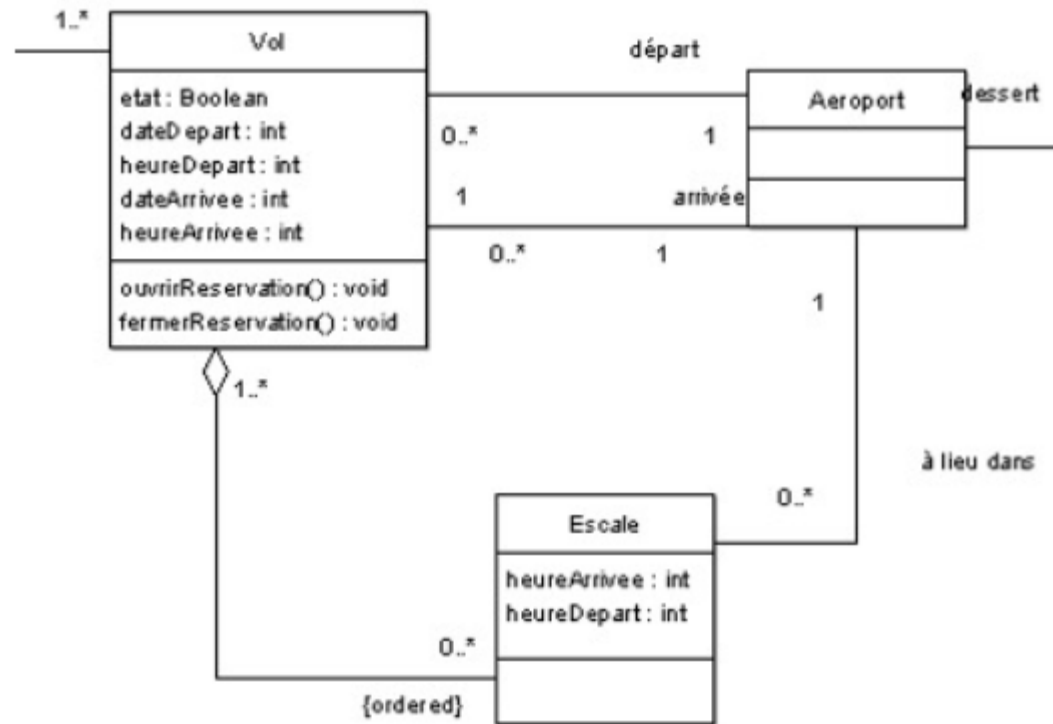 1..*
Vol
etat : Boolean
dateDepart : int
heureDepart : int
dateArrivee : int
heureArrivee : int
ouvrirReservation() : void
fermerReservation() : void
départ
0..*
1
1
arrivée
0..*
1
Aeroport
dessert
1
à lieu dans
0..*
1..*
Escale
heureArrivee : int
heureDepart : int
0..*
{ordered}